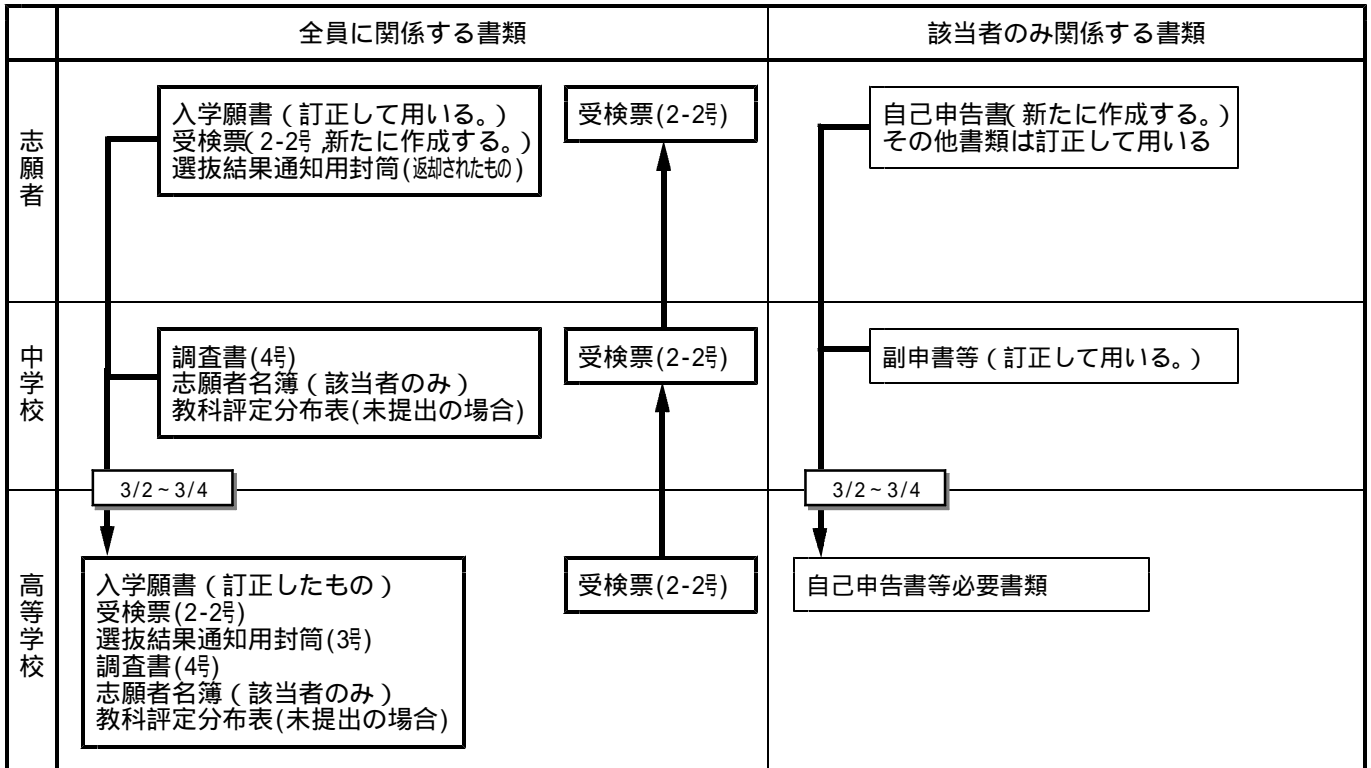 全員に関係する書類
該当者のみ関係する書類
志願者
入学願書(訂正して用いる。)
受検票(2-2号,新たに作成する。)
選抜結果通知用封筒(返却されたもの)
受検票(2-2号)
自己申告書(新たに作成する。)
その他書類は訂正して用いる
中学校
調査書(4号)
志願者名簿(該当者のみ)
教科評定分布表(未提出の場合)
受検票(2-2号)
副申書等(訂正して用いる。)
3/2~3/4
3/2~3/4
高等学校
入学願書(訂正したもの)
受検票(2-2号)
選抜結果通知用封筒(3号)
調査書(4号)
志願者名簿(該当者のみ)
教科評定分布表(未提出の場合)
受検票(2-2号)
自己申告書等必要書類